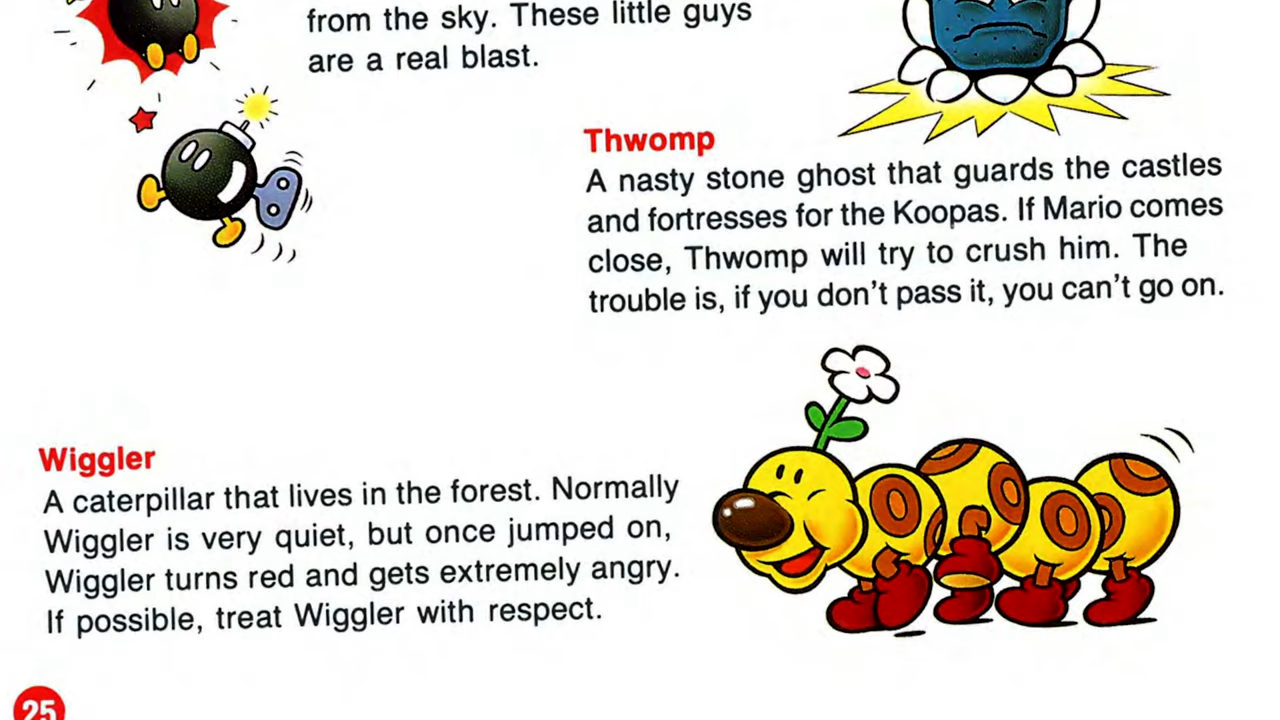 from the sky. These little guys
are a real blast.
Thwomp
A nasty stone ghost that guards the castles
and fortresses for the Koopas. If Mario comes
close, Thwomp will try to crush him. The
trouble is, if you don't pass it, you can't go on.
Wiggler
A caterpillar that lives in the forest. Normally
Wiggler is very quiet, but once jumped on,
Wiggler turns red and gets extremely angry.
If possible, treat Wiggler with respect.
25